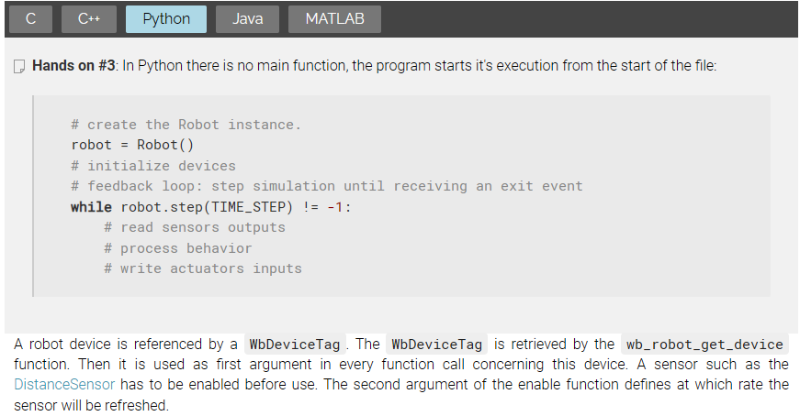 C C++ Python Java MATLAB
Hands on #3: In Python there is no main function, the program starts it's execution from the start of the file:
# create the Robot instance.
robot = Robot()
# initialize devices
# feedback loop: step simulation until receiving an exit event
while robot.step(TIME_STEP) != -1:
# read sensors outputs
# process behavior
# write actuators inputs
A robot device is referenced by a WbDeviceTag . The WbDeviceTag is retrieved by the wb_robot_get_device
function. Then it is used as first argument in every function call concerning this device. A sensor such as the
DistanceSensor has to be enabled before use. The second argument of the enable function defines at which rate the
sensor will be refreshed.